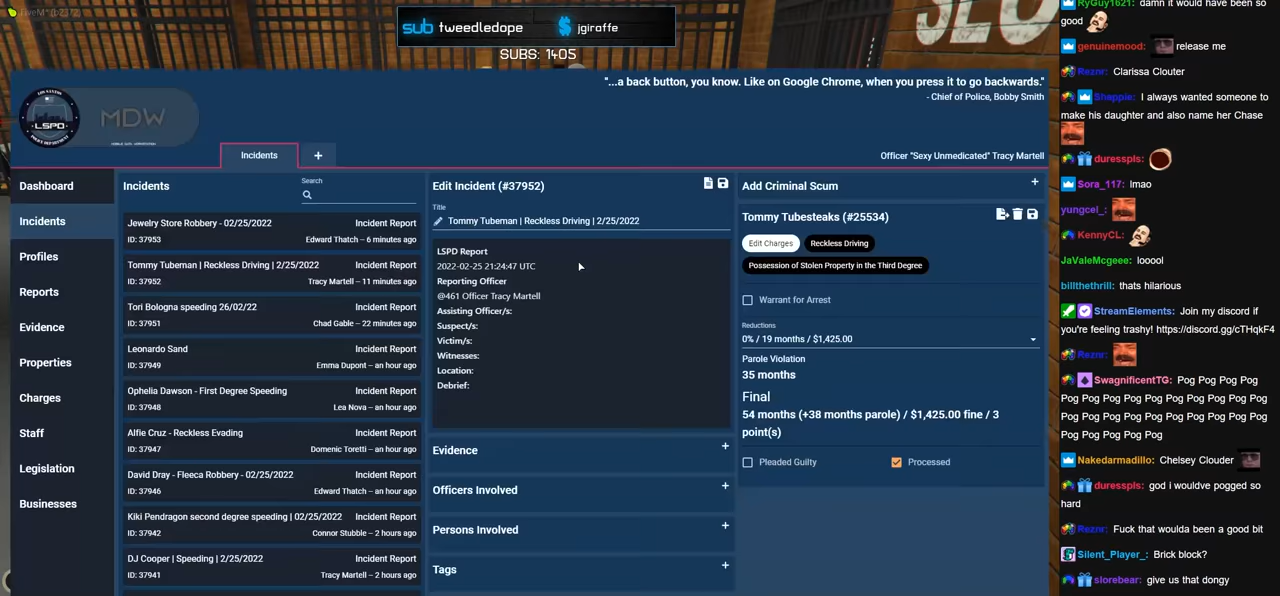 FiveM® (b2372)
sub tweedledope
jgiraffe
SUBS: 1405
"...a back button, you know. Like on Google Chrome, when you press it to go backwards."
- Chief of Police, Bobby Smith
LOS SANTOS
LSPD
POLICE DEPARTMENT
MDW
Incidents
+
Officer "Sexy Unmedicated" Tracy Martell
Dashboard
Incidents
Profiles
Reports
Evidence
Properties
Charges
Staff
Legislation
Businesses
Incidents
Search
Jewelry Store Robbery - 02/25/2022
Incident Report
ID: 37953
Edward Thatch – 6 minutes ago
Tommy Tubeman | Reckless Driving | 2/25/2022
Incident Report
ID: 37952
Tracy Martell – 11 minutes ago
Tori Bologna speeding 26/02/22
Incident Report
ID: 37951
Chad Gable – 22 minutes ago
Leonardo Sand
Incident Report
ID: 37949
Emma Dupont – an hour ago
Ophelia Dawson - First Degree Speeding
Incident Report
ID: 37948
Lea Nova – an hour ago
Alfie Cruz - Reckless Evading
Incident Report
ID: 37947
Domenic Toretti – an hour ago
David Dray - Fleeca Robbery - 02/25/2022
Incident Report
ID: 37946
Edward Thatch – an hour ago
Kiki Pendragon second degree speeding | 02/25/2022
Incident Report
ID: 37942
Connor Stubble – 2 hours ago
DJ Cooper | Speeding | 2/25/2022
Incident Report
ID: 37941
Tracy Martell – 2 hours ago
Edit Incident (#37952)
Title
Tommy Tubeman | Reckless Driving | 2/25/2022
LSPD Report
2022-02-25 21:24:47 UTC
Reporting Officer
@461 Officer Tracy Martell
Assisting Officer/s:
Suspect/s:
Victim/s:
Witnesses:
Location:
Debrief:
Evidence
+
Officers Involved
+
Persons Involved
+
Tags
+
Add Criminal Scum
+
Tommy Tubesteaks (#25534)
Edit Charges
Reckless Driving
Possession of Stolen Property in the Third Degree
Warrant for Arrest
Reductions
0% / 19 months / $1,425.00
Parole Violation
35 months
Final
54 months (+38 months parole) / $1,425.00 fine / 3
point(s)
Pleaded Guilty
Processed
RyGuy1621: damn it would have been so
good
genuinemood: release me
Reznr: Clarissa Clouter
Shappie: I always wanted someone to
make his daughter and also name her Chase
duresspls:
Sora_117: lmao
yungcel_:
KennyCL:
JaValeMcgeee: looool
billthethrill: thats hilarious
StreamElements: Join my discord if
you're feeling trashy! https://discord.gg/cTHqkF4
Reznr:
SwagnificentTG: Pog Pog Pog Pog
Pog Pog Pog Pog Pog Pog Pog Pog Pog
Pog Pog Pog Pog Pog Pog Pog Pog Pog
Pog Pog Pog Pog Pog
Nakedarmadillo: Chelsey Clouder
duresspls: god i wouldve pogged so
hard
Reznr: Fuck that woulda been a good bit
Silent_Player_: Brick block?
slorebear: give us that dongy